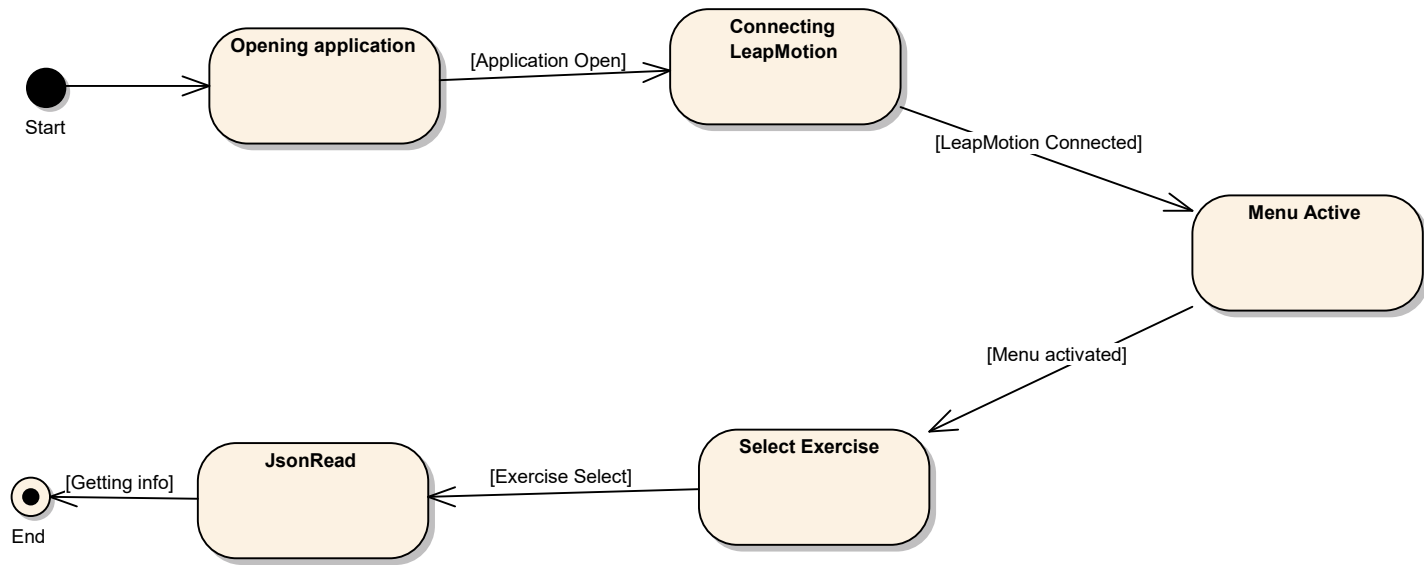 Opening application
Connecting
LeapMotion
[Application Open]
Start
[LeapMotion Connected]
Menu Active
[Menu activated]
Select Exercise
[Exercise Select]
JsonRead
[Getting info]
End